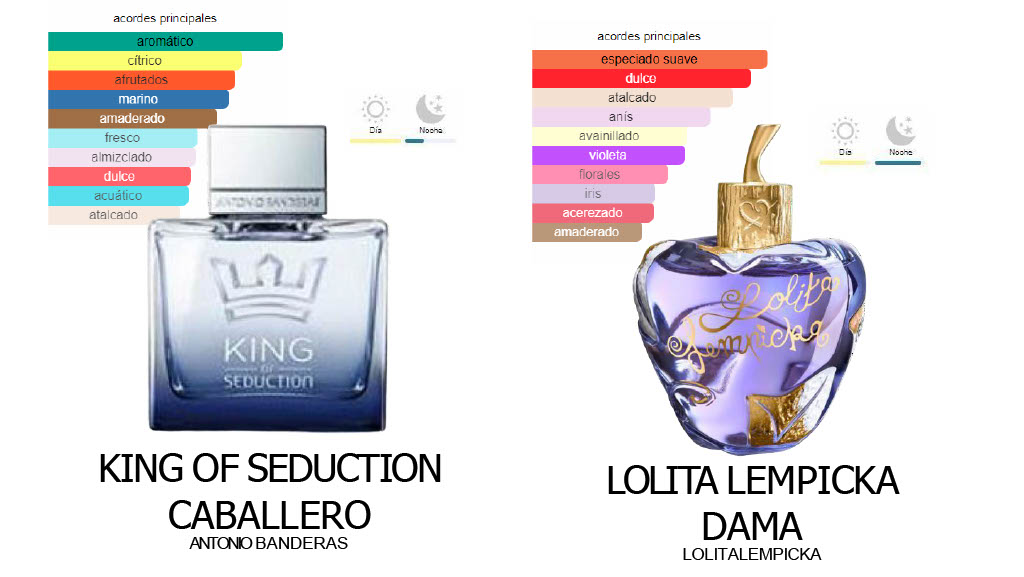 acordes principales
aromático
cítrico
afrutados
marino
amaderado
fresco
almizclado
dulce
acuático
atalcado
Día
Noche
ANTONIO BANDERAS
KING
OF
SEDUCTION
KING OF SEDUCTION
CABALLERO
ANTONIO BANDERAS
acordes principales
especiado suave
dulce
atalcado
anís
avainillado
violeta
florales
iris
acerezado
amaderado
Día
Noche
Lolita
Lempicka
LOLITA LEMPICKA
DAMA
LOLITALEMPICKA